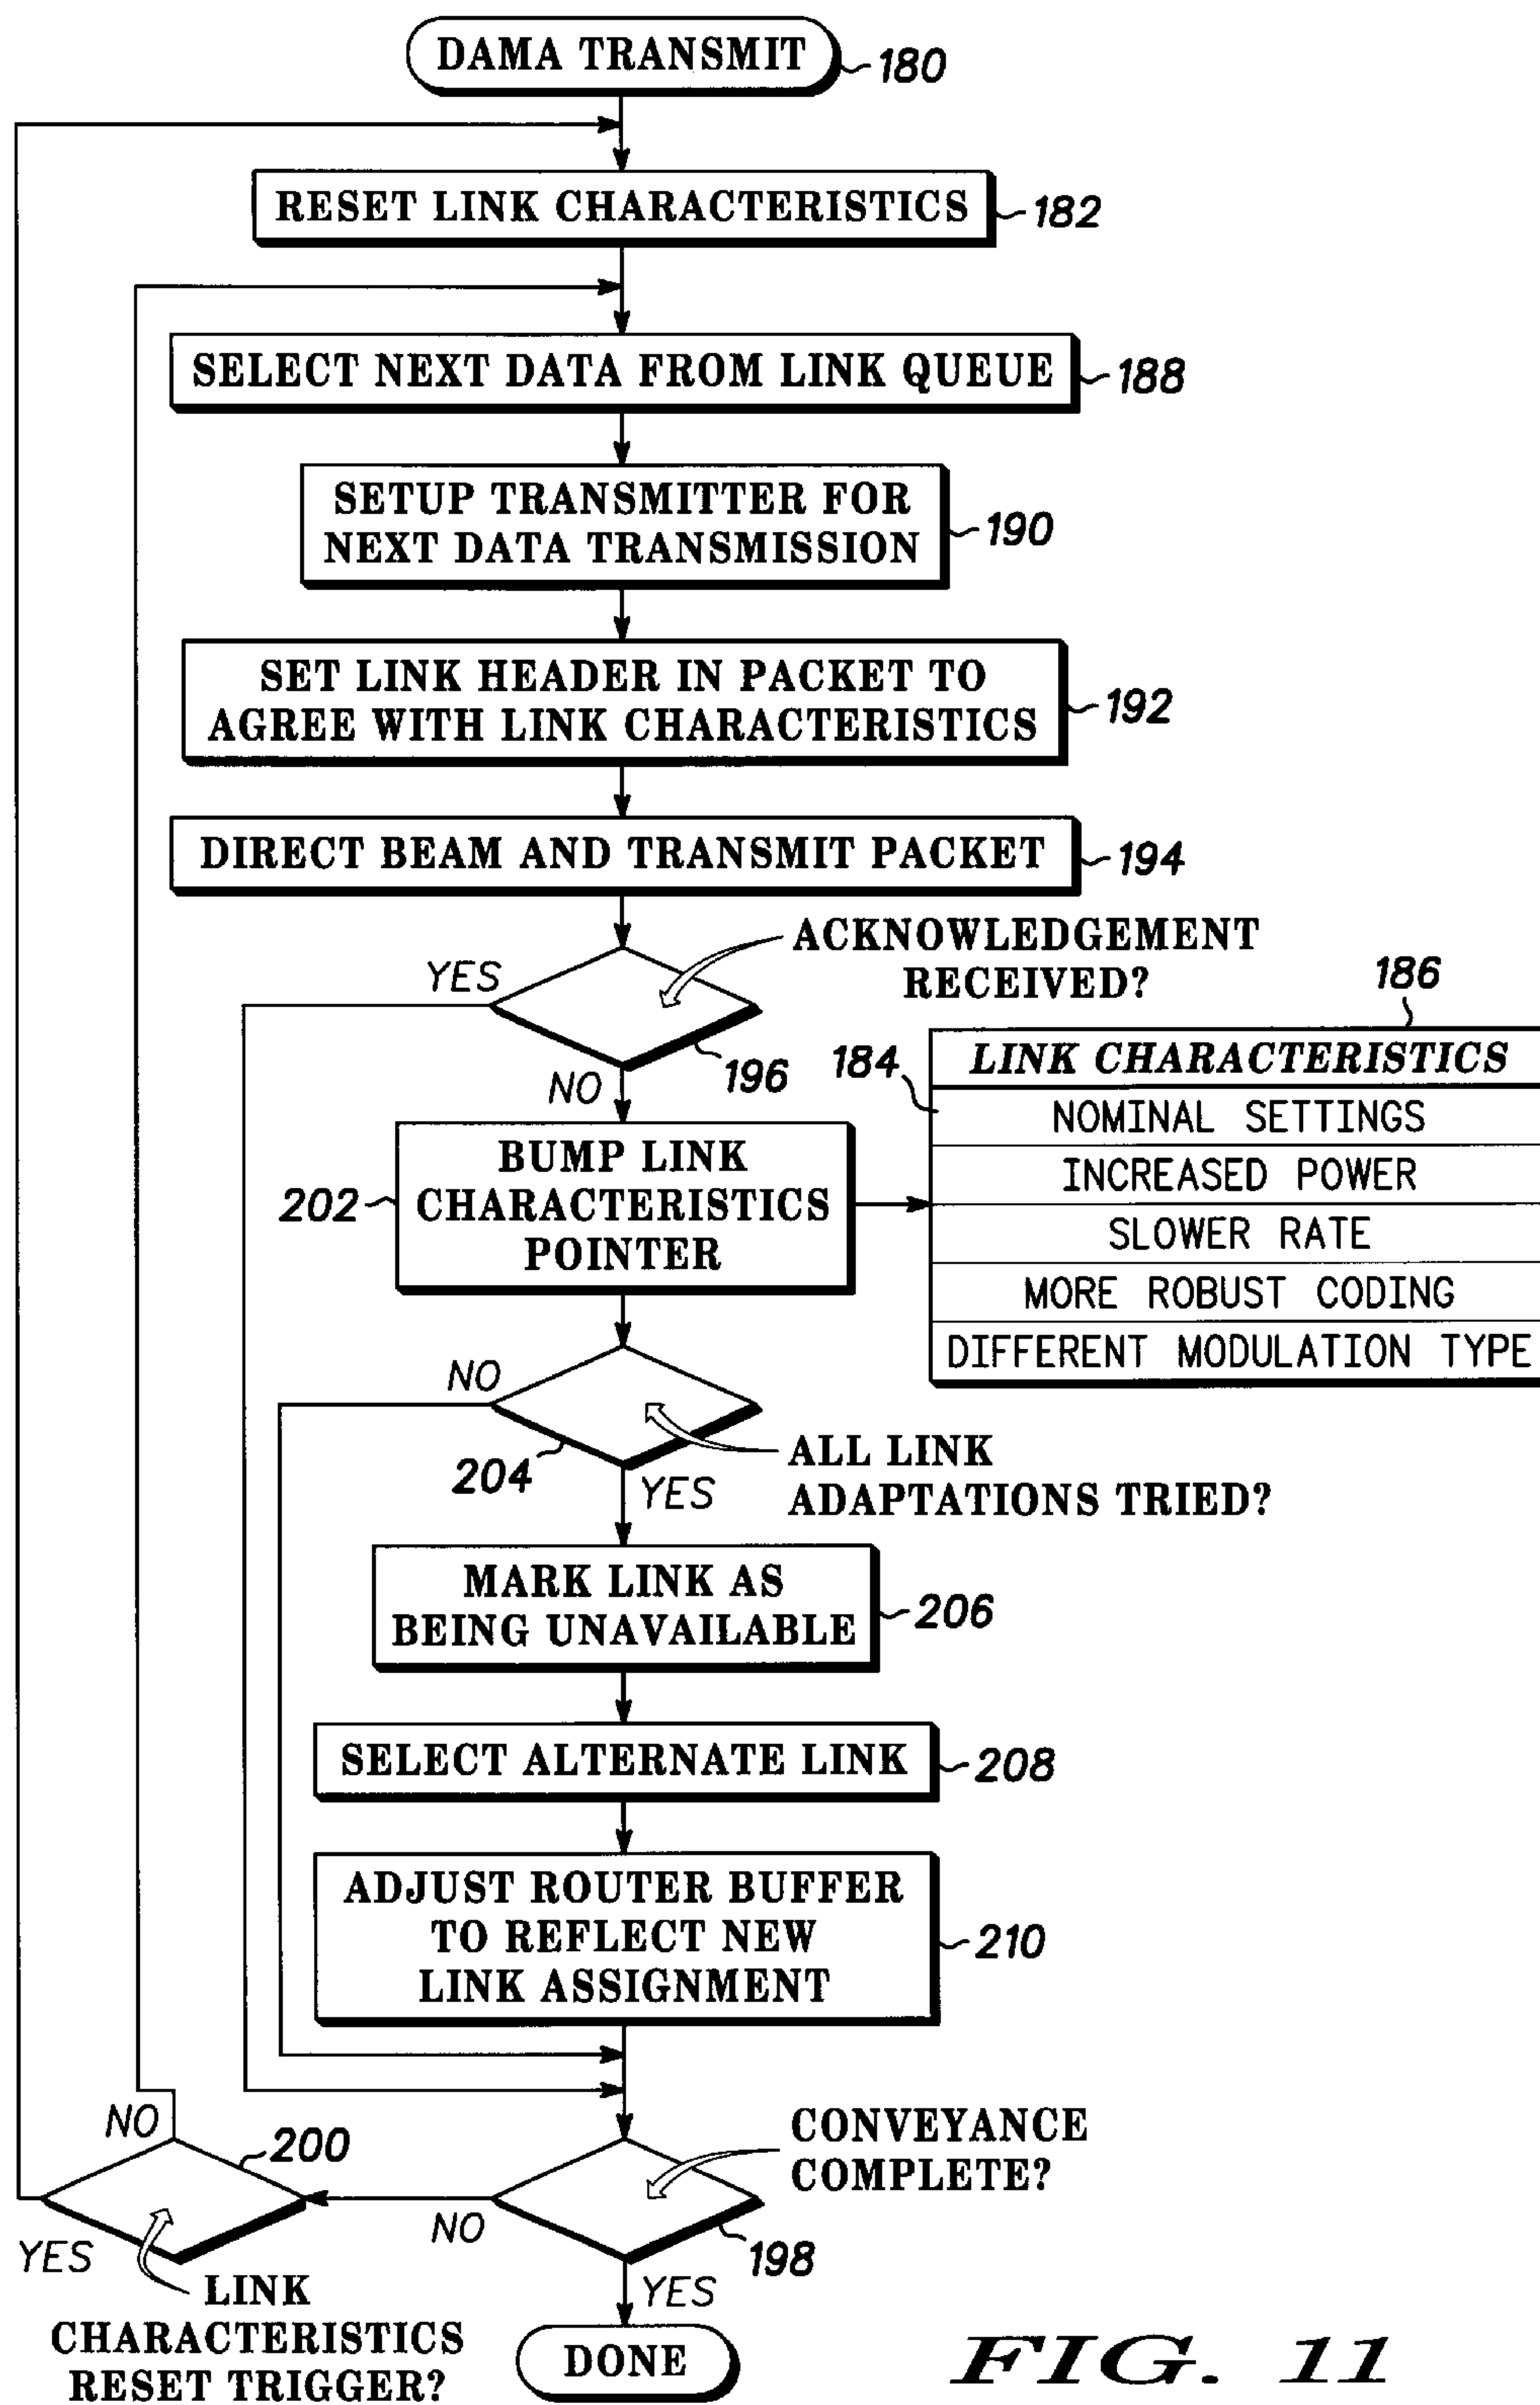 DAMA TRANSMIT
180
RESET LINK CHARACTERISTICS
182
SELECT NEXT DATA FROM LINK QUEUE
188
SETUP TRANSMITTER FOR
NEXT DATA TRANSMISSION
190
SET LINK HEADER IN PACKET TO
AGREE WITH LINK CHARACTERISTICS
192
DIRECT BEAM AND TRANSMIT PACKET
194
ACKNOWLEDGEMENT
RECEIVED?
YES
196
NO
186
184
LINK CHARACTERISTICS
NOMINAL SETTINGS
INCREASED POWER
SLOWER RATE
MORE ROBUST CODING
DIFFERENT MODULATION TYPE
BUMP LINK
CHARACTERISTICS
POINTER
202
NO
204
ALL LINK
ADAPTATIONS TRIED?
YES
MARK LINK AS
BEING UNAVAILABLE
206
SELECT ALTERNATE LINK
208
ADJUST ROUTER BUFFER
TO REFLECT NEW
LINK ASSIGNMENT
210
NO
200
CONVEYANCE
COMPLETE?
NO
198
YES
YES
LINK
CHARACTERISTICS
RESET TRIGGER?
DONE
FIG. 11